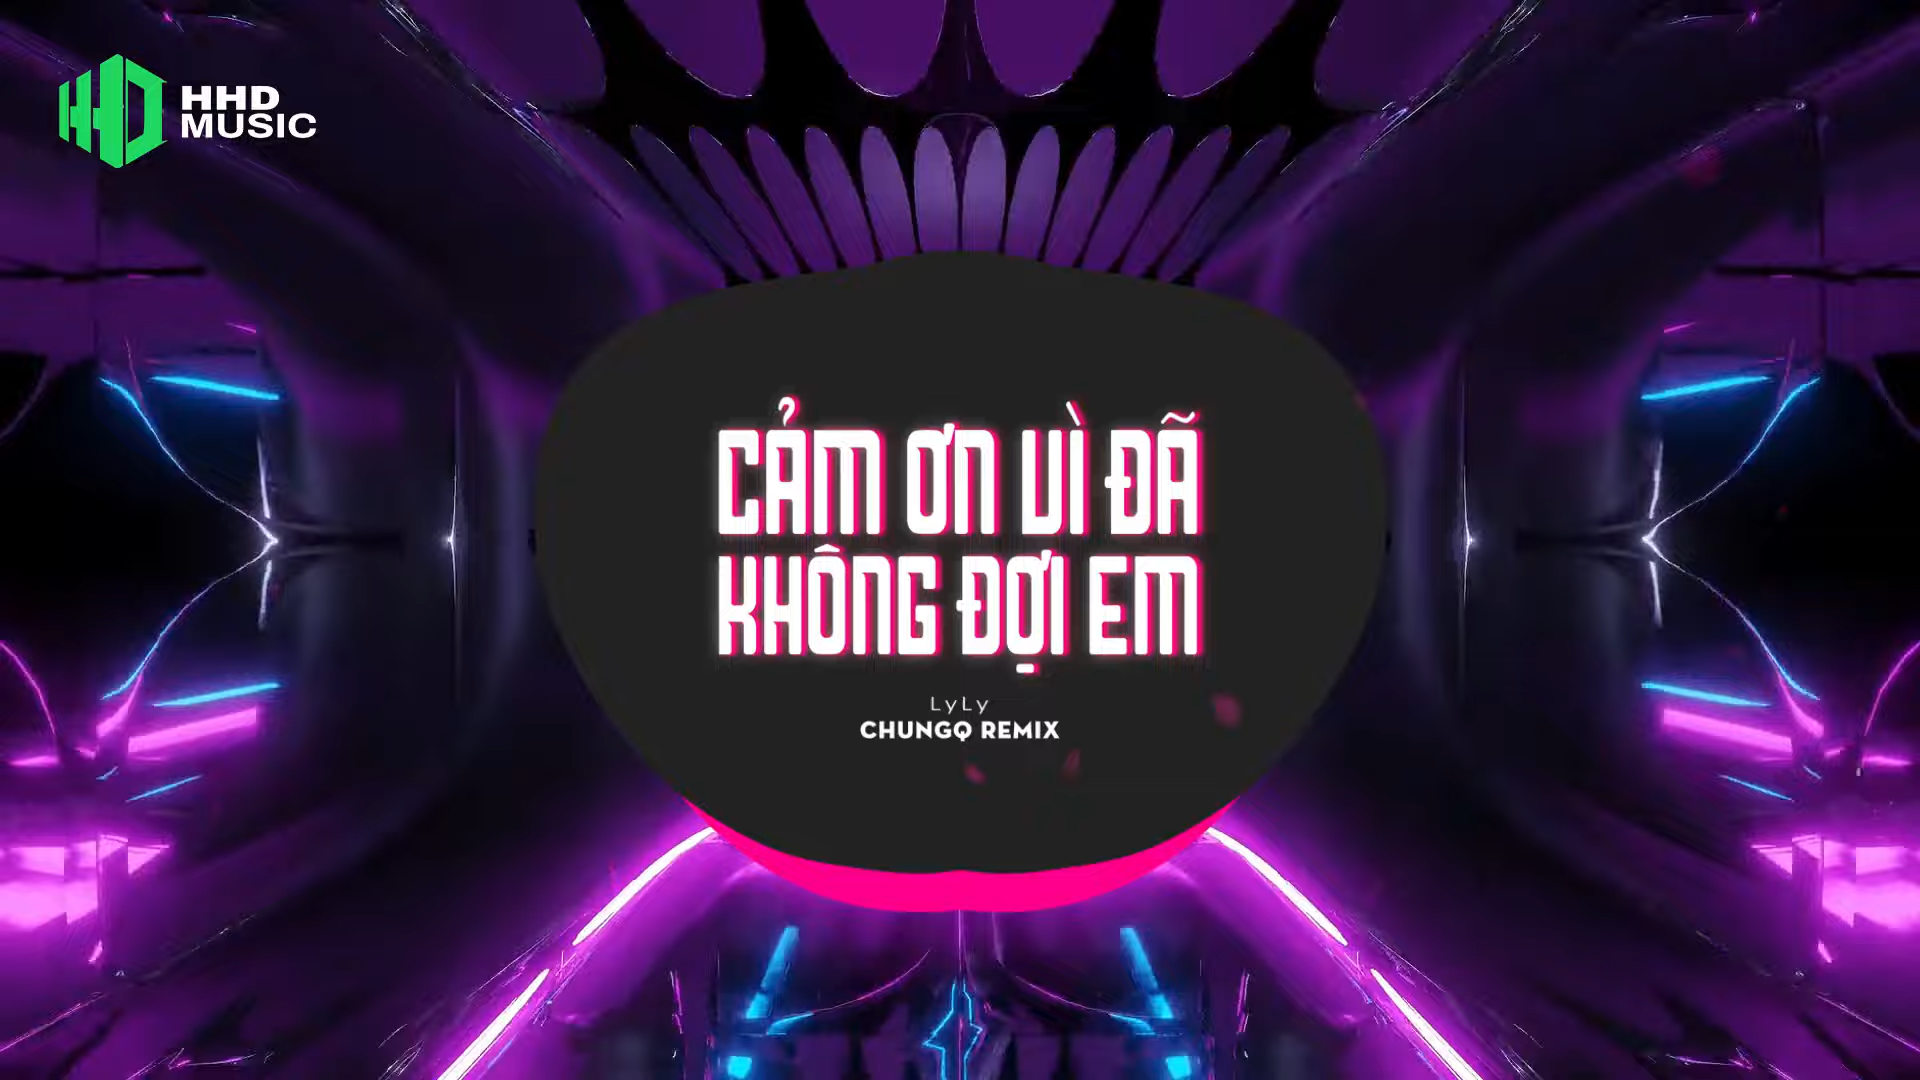 HHD
MUSIC
CẢM ƠN VÌ ĐÃ
KHÔNG ĐỢI EM
LyLy
CHUNGQ REMIX